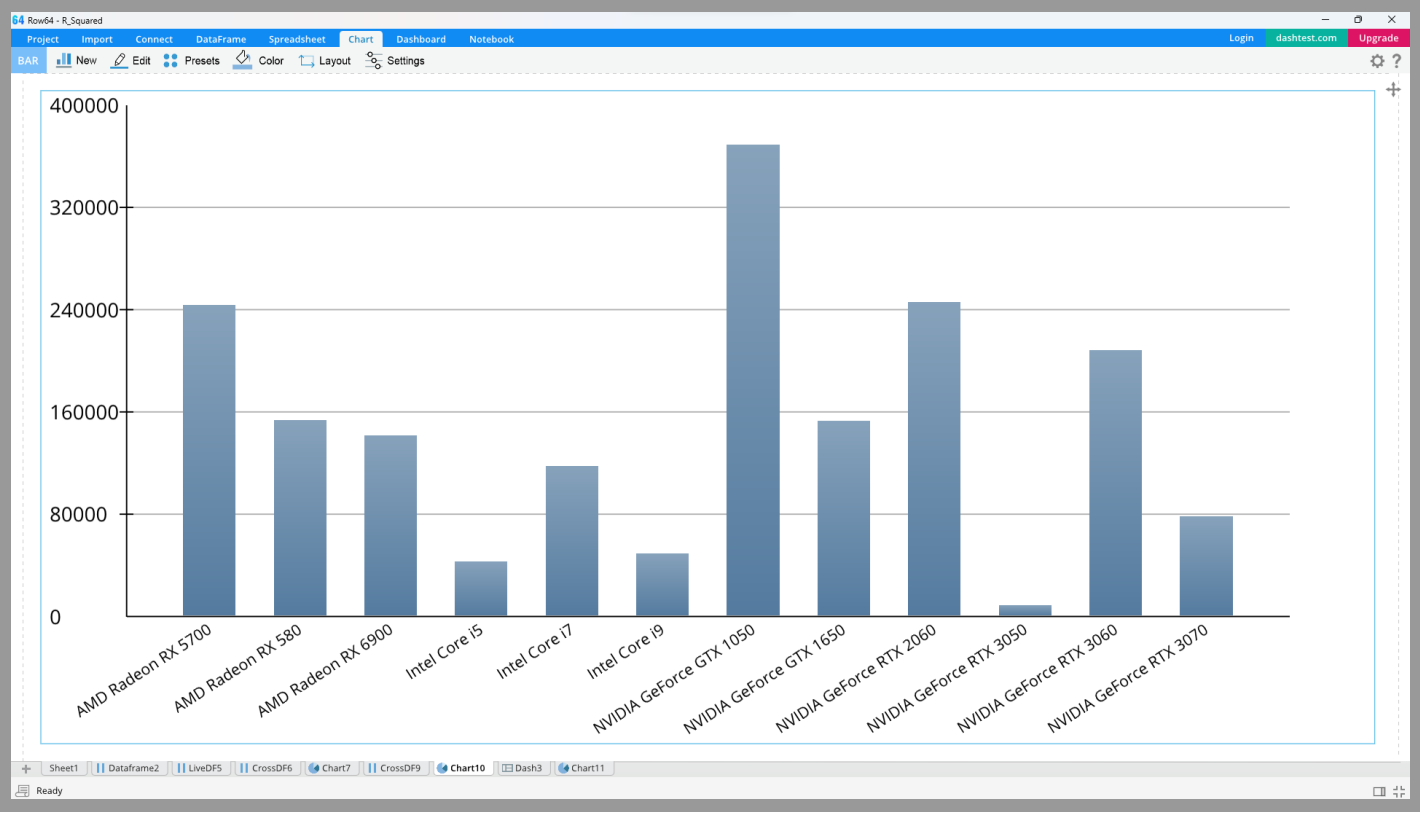 64 Row64 - R_Squared
Project Import Connect DataFrame Spreadsheet Chart Dashboard Notebook Login dashtest.com Upgrade
BAR New Edit Presets Color Layout Settings ?
400000
320000
240000
160000
80000
0
AMD Radeon RX 5700
AMD Radeon RX 580
AMD Radeon RX 6900
Intel Core i5
Intel Core i7
Intel Core i9
NVIDIA GeForce GTX 1050
NVIDIA GeForce GTX 1650
NVIDIA GeForce RTX 2060
NVIDIA GeForce RTX 3050
NVIDIA GeForce RTX 3060
NVIDIA GeForce RTX 3070
Sheet1 Dataframe2 LiveDF5 CrossDF6 Chart7 CrossDF9 Chart10 Dash3 Chart11
Ready